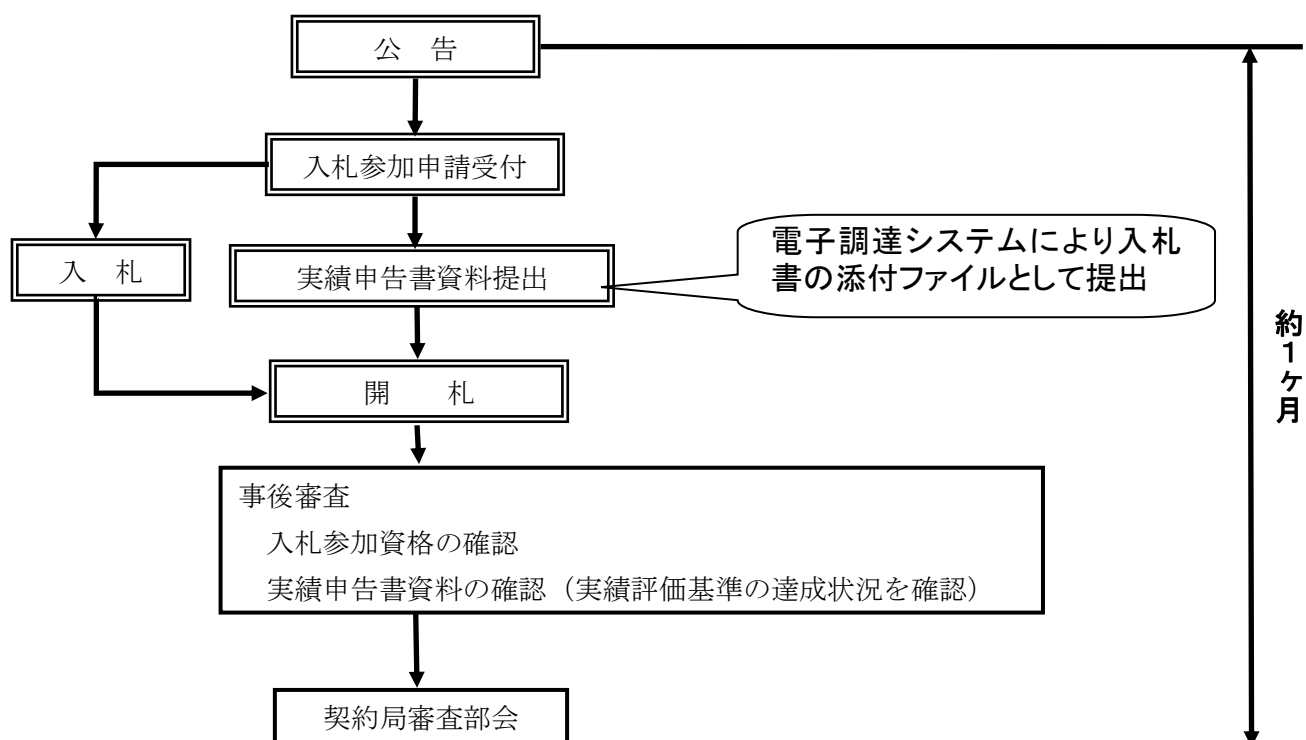 公　告
入札参加申請受付
入　札
実績申告書資料提出
電子調達システムにより入札
書の添付ファイルとして提出
開　　札
事後審査
入札参加資格の確認
実績申告書資料の確認（実績評価基準の達成状況を確認）
契約局審査部会
約１ヶ月